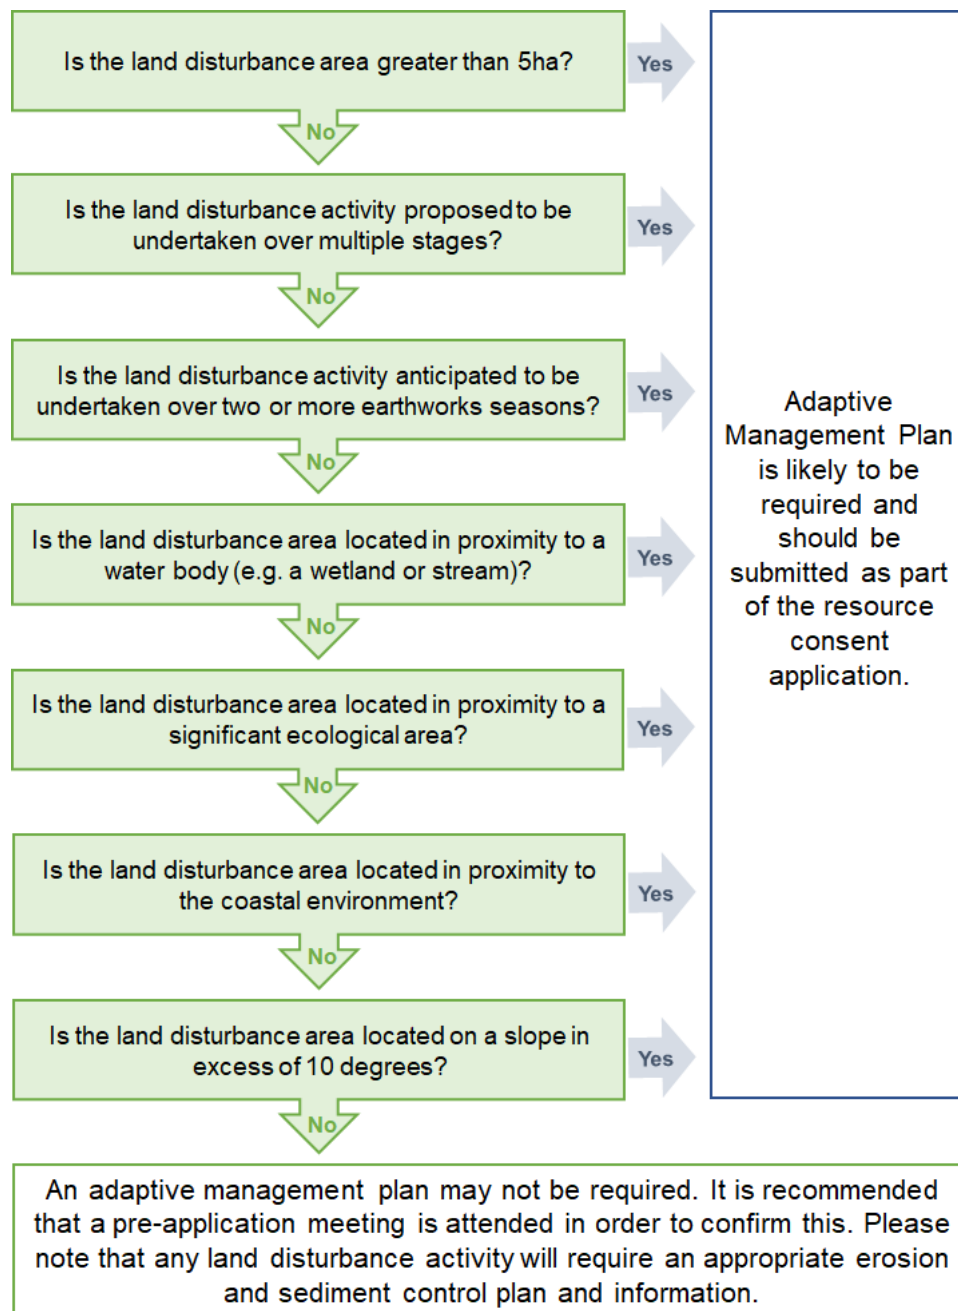 Is the land disturbance area greater than 5ha?
Yes
No
Is the land disturbance activity proposed to be
undertaken over multiple stages?
Yes
No
Is the land disturbance activity anticipated to be
undertaken over two or more earthworks seasons?
Yes
No
Is the land disturbance area located in proximity to a
water body (e.g. a wetland or stream)?
Yes
No
Is the land disturbance area located in proximity to a
significant ecological area?
Yes
No
Is the land disturbance area located in proximity to
the coastal environment?
Yes
No
Is the land disturbance area located on a slope in
excess of 10 degrees?
Yes
No
Adaptive
Management Plan
is likely to be
required and
should be
submitted as part
of the resource
consent
application.
An adaptive management plan may not be required. It is recommended
that a pre-application meeting is attended in order to confirm this. Please
note that any land disturbance activity will require an appropriate erosion
and sediment control plan and information.